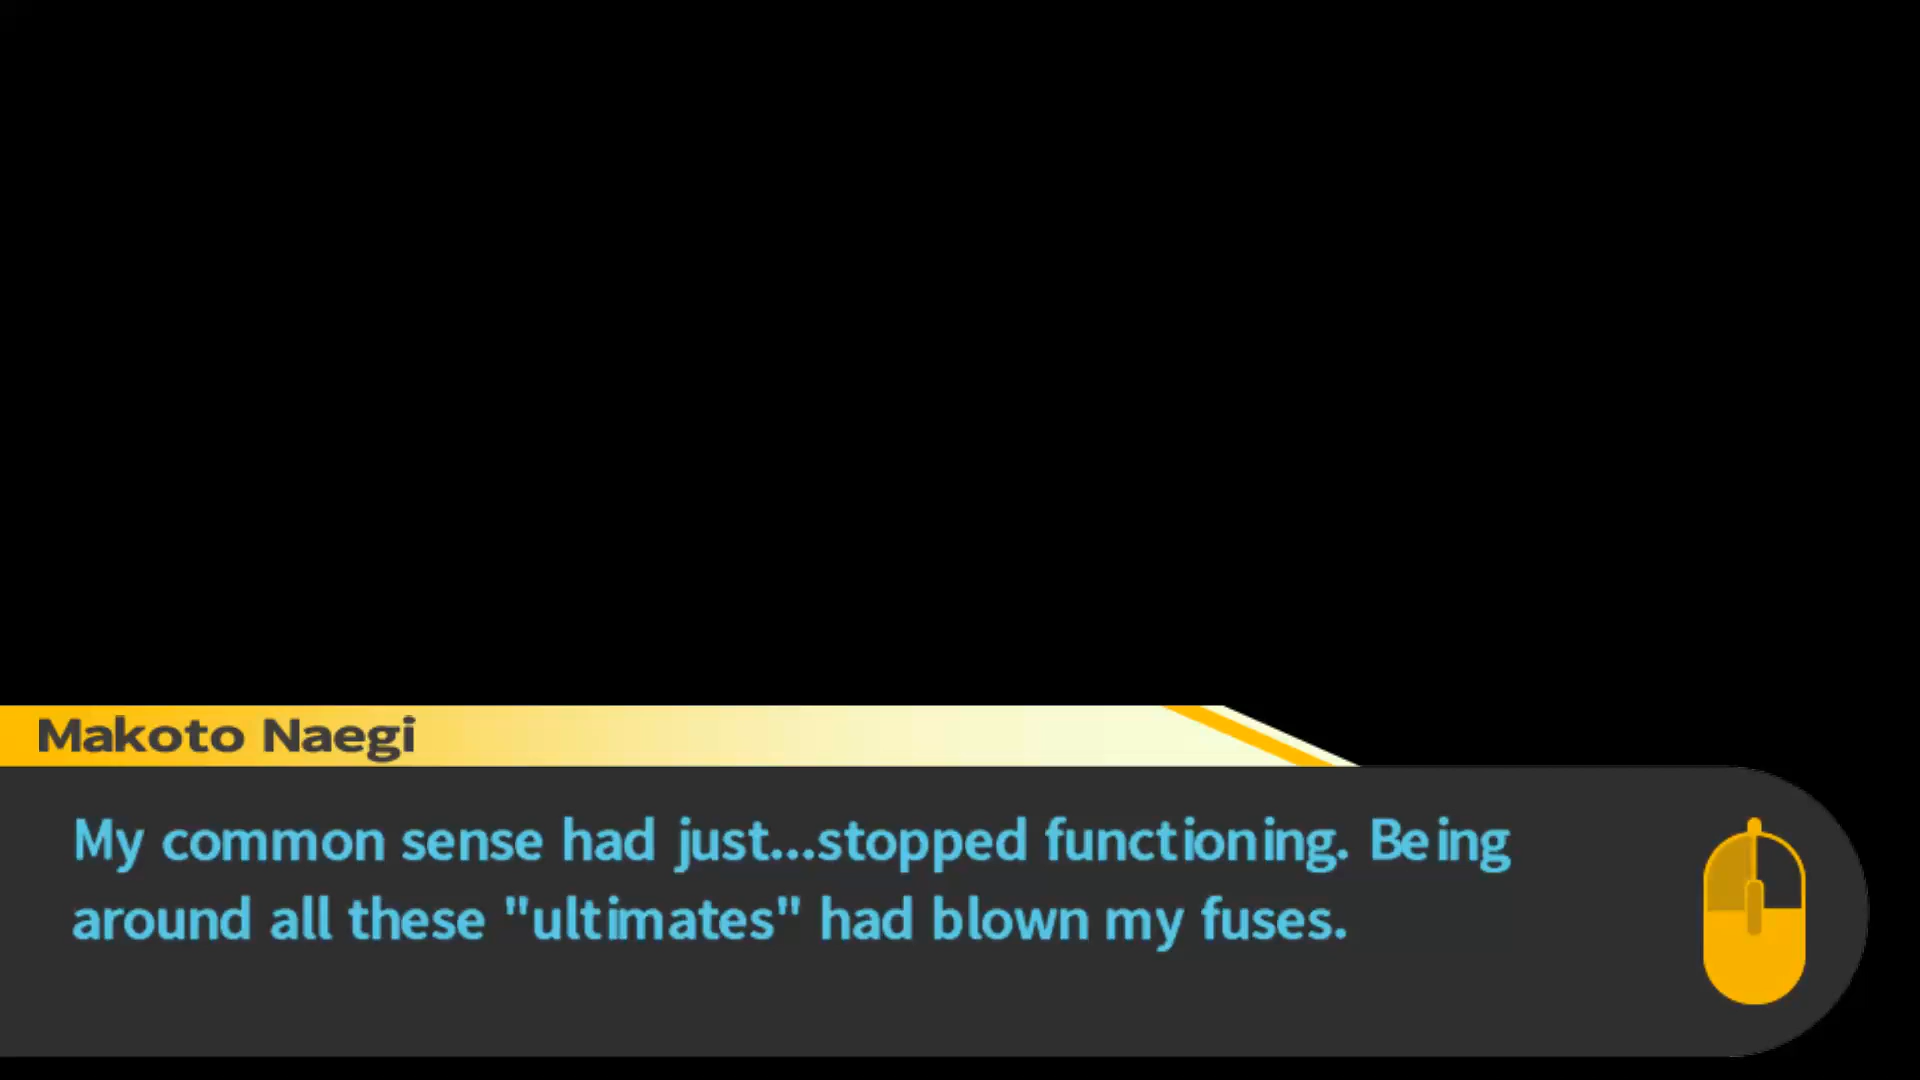 Makoto Naegi
My common sense had just...stopped functioning. Being
around all these "ultimates" had blown my fuses.